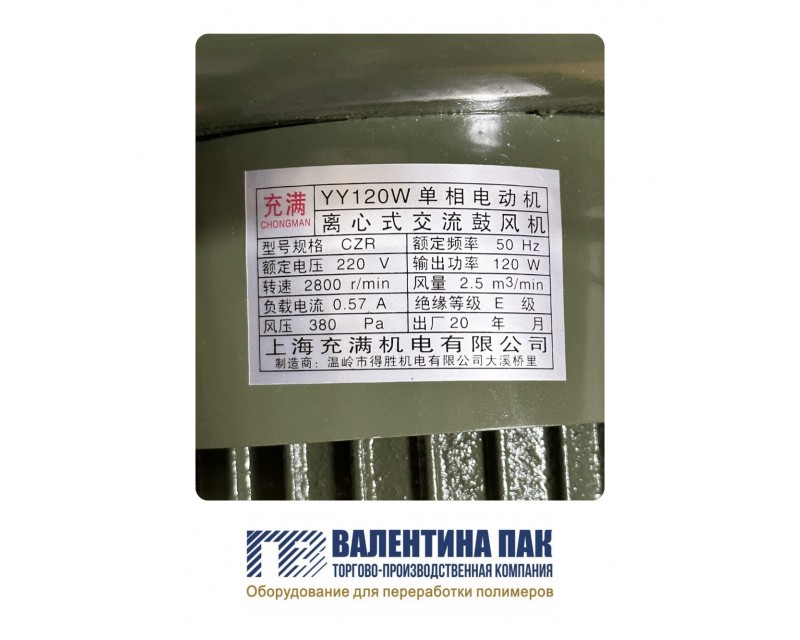 充满
CHONGMAN
YY120W 单相电动机
离心式交流鼓风机
型号规格 CZR 额定频率 50 Hz
额定电压 220 V 输出功率 120 W
转速 2800 r/min 风量 2.5 m3/min
负载电流 0.57 A 绝缘等级 E 级
风压 380 Pa 出厂20 年 月
上海充满机电有限公司
制造商：温岭市得胜机电有限公司大溪桥里
ВАЛЕНТИНА ПАК
ТОРГОВО-ПРОИЗВОДСТВЕННАЯ КОМПАНИЯ
Оборудование для переработки полимеров